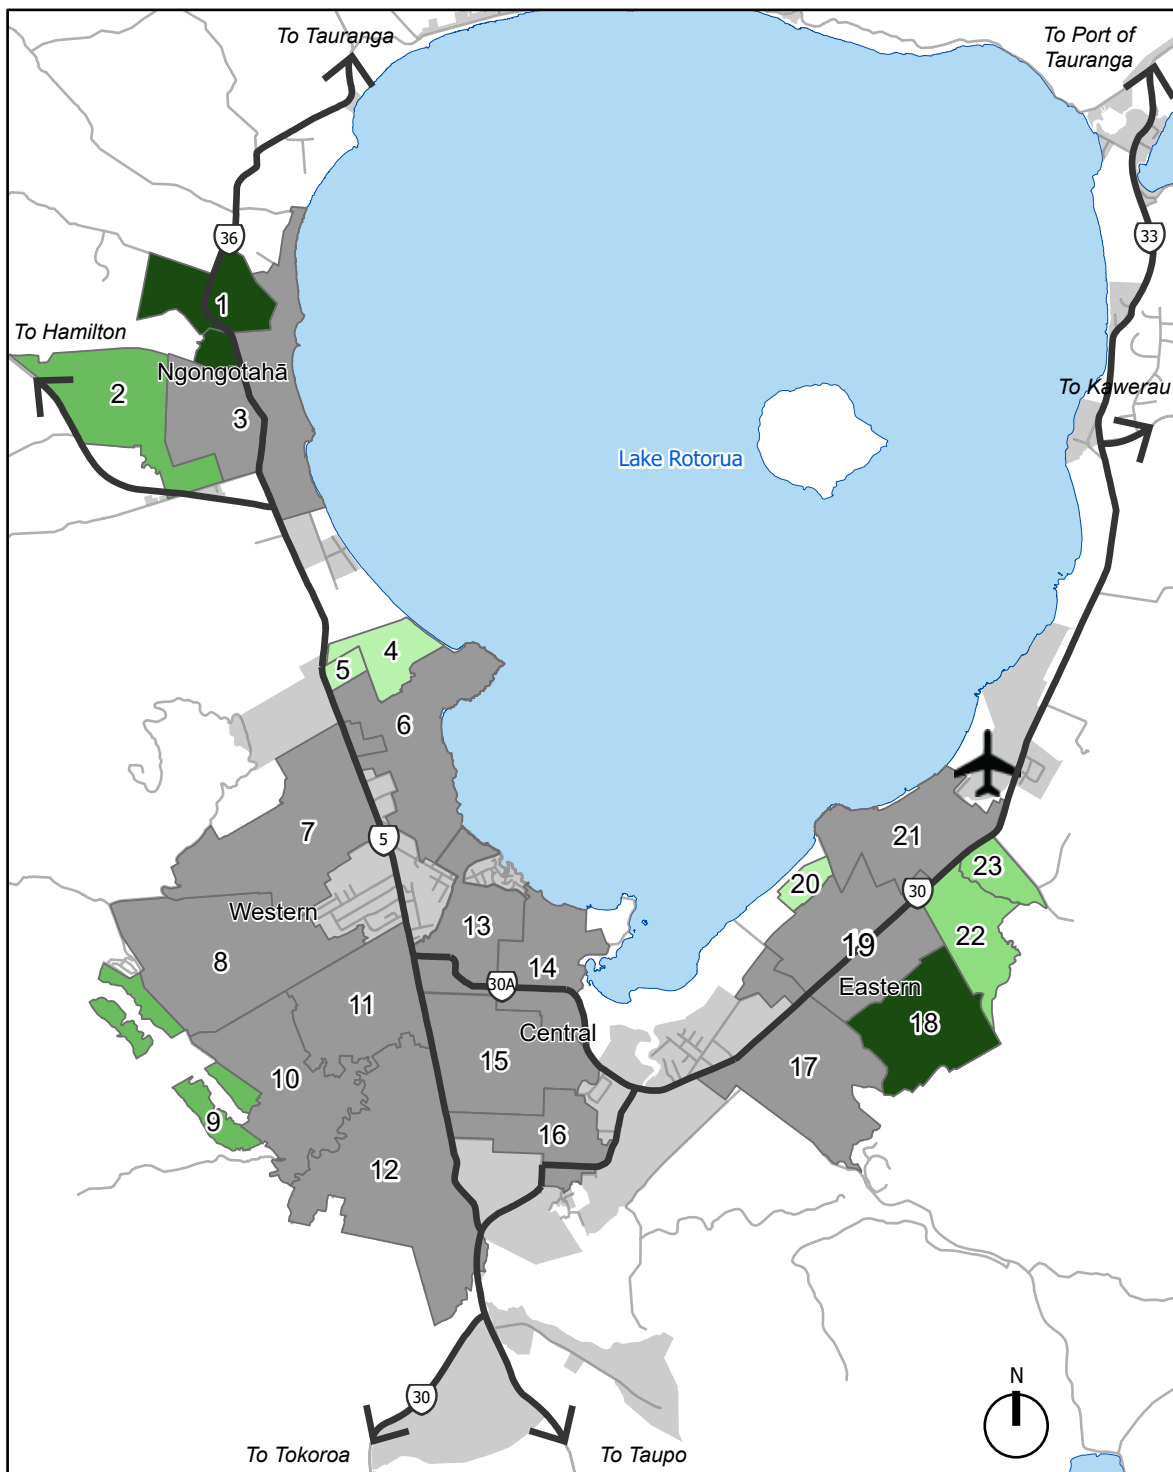 To Tauranga
To Port of
Tauranga
36
33
1
To Hamilton
Ngongotahā
2
3
To Kawerau
Lake Rotorua
4
5
6
7
5
21
23
20
30
Western
13
19
22
8
14
30A
Eastern
11
Central
18
15
17
10
9
16
12
N
30
To Tokoroa
To Taupo